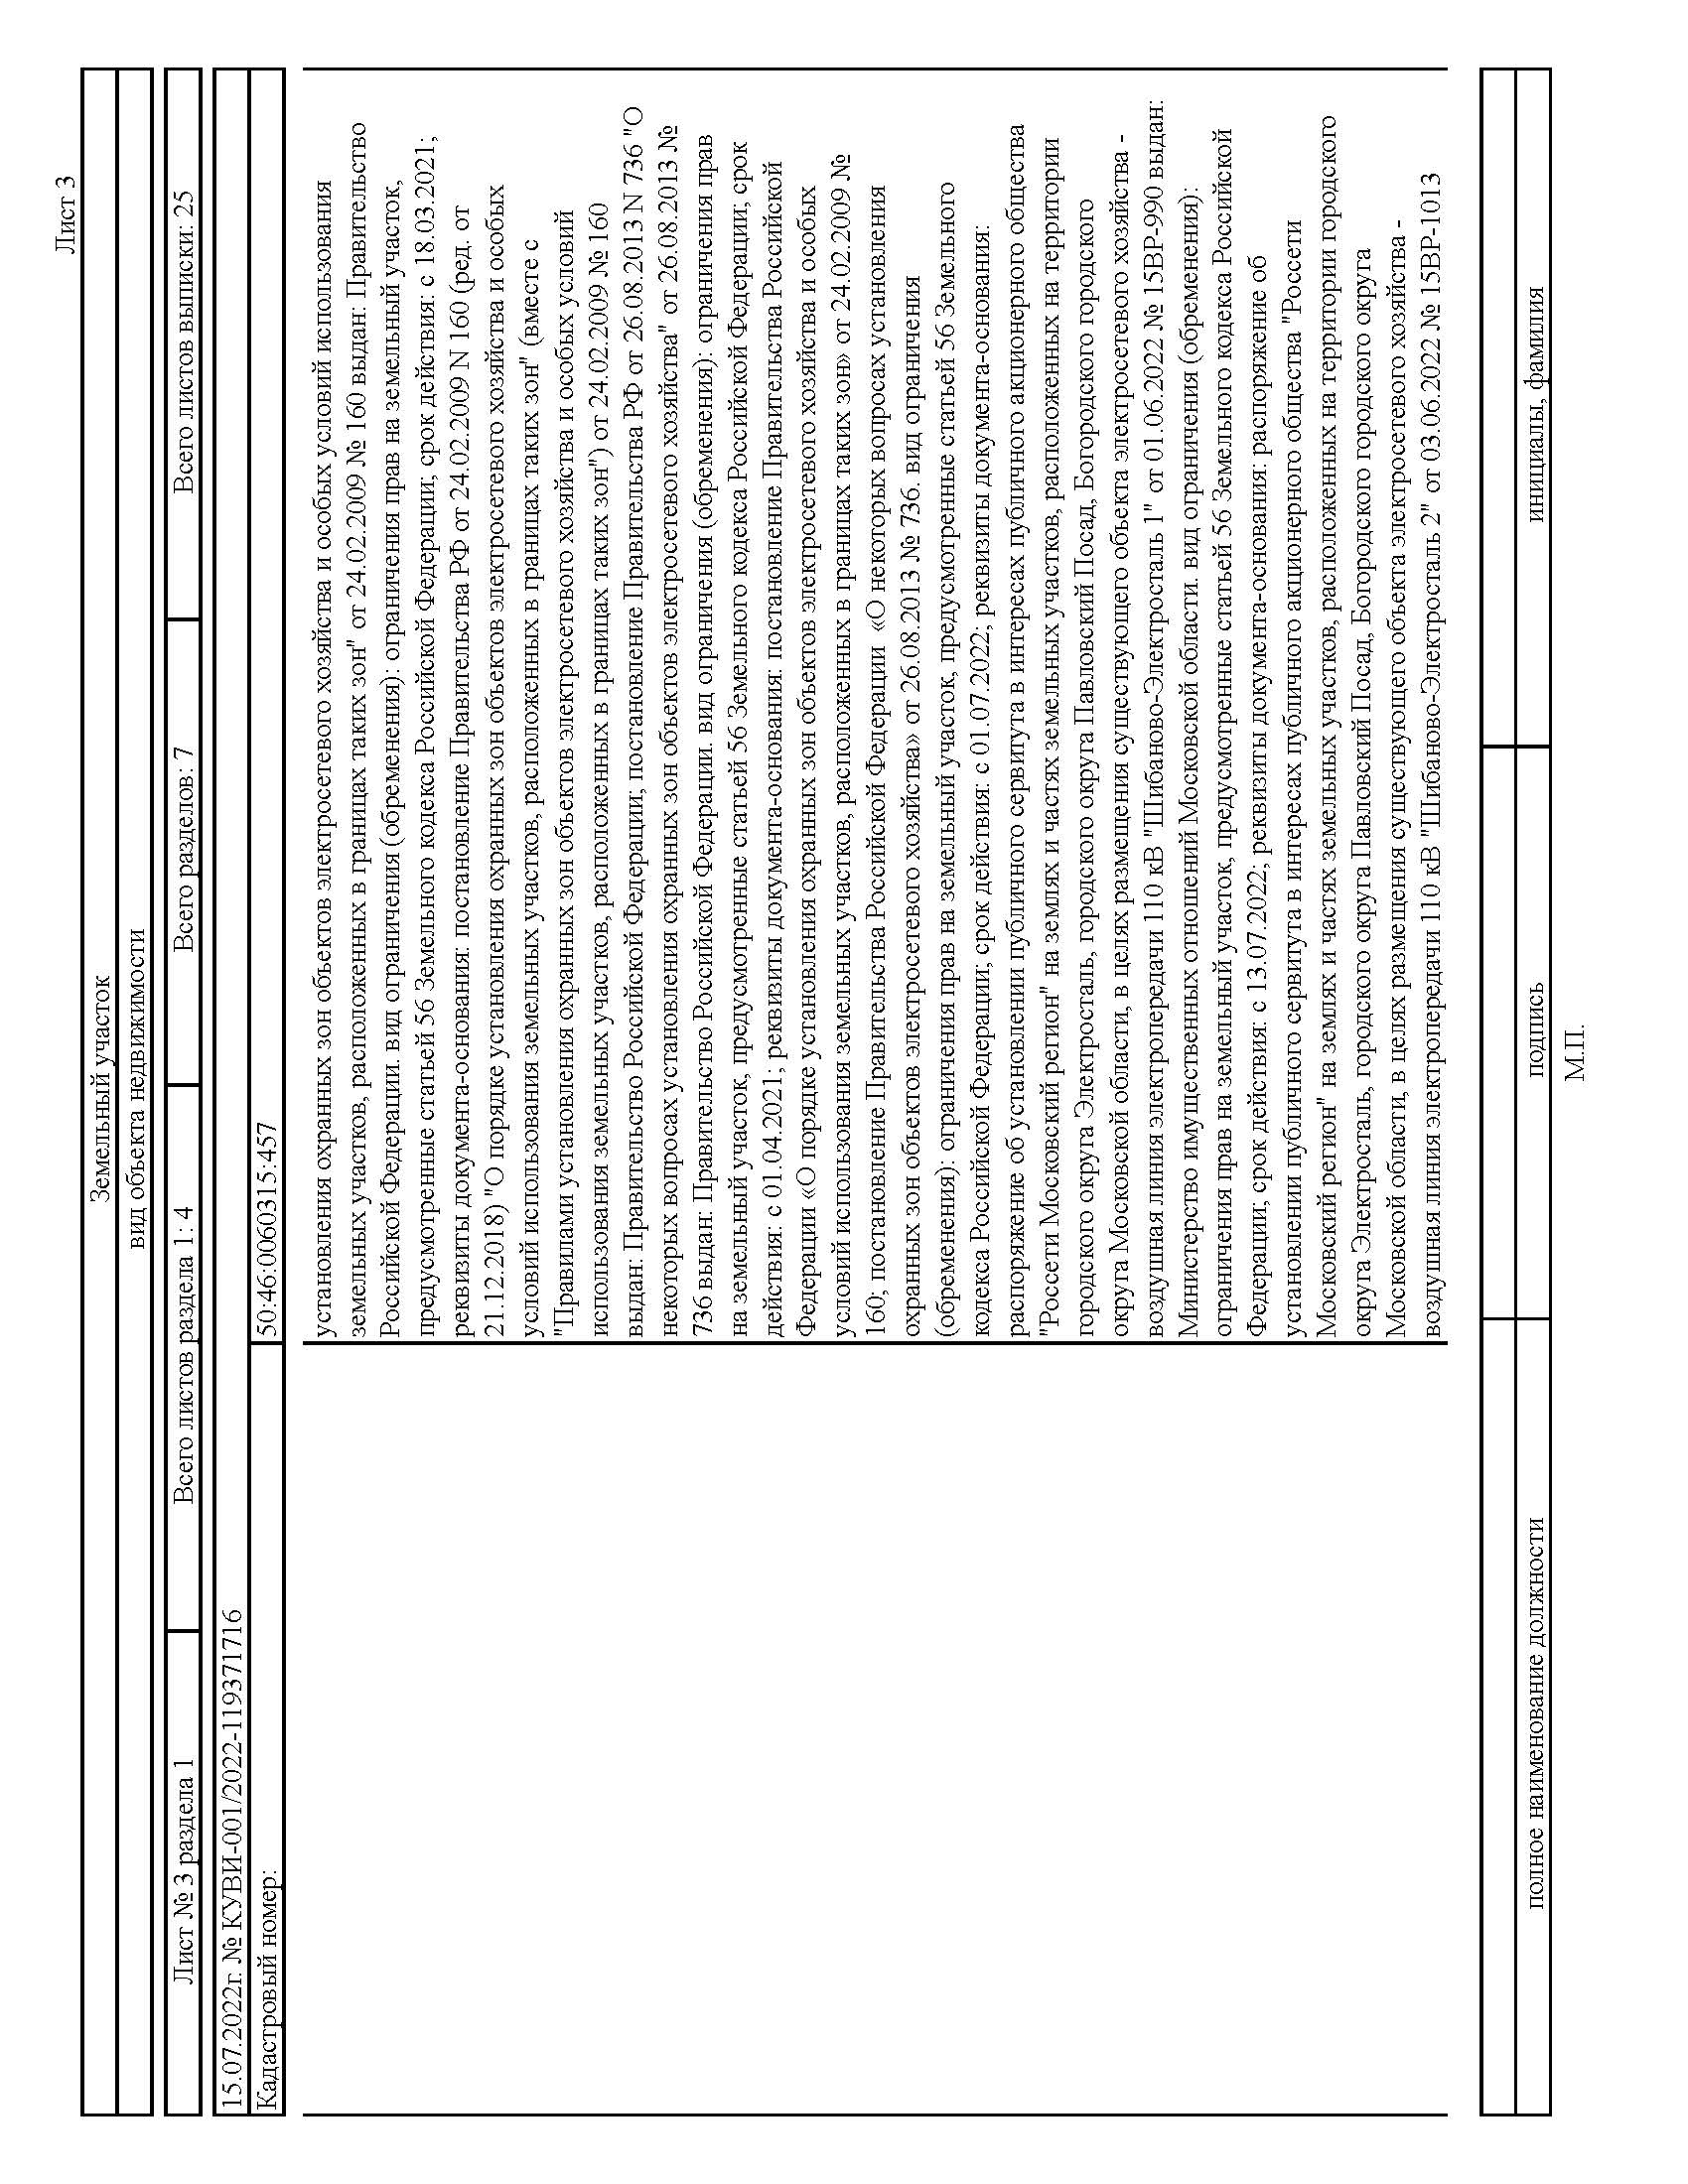 Лист 3
Земельный участок
вид объекта недвижимости
Лист № 3 раздела 1
Всего листов раздела 1: 4
Всего разделов: 7
Всего листов выписки: 25
15.07.2022г. № КУВИ-001/2022-119371716
Кадастровый номер:
50:46:0060315:457
установления охранных зон объектов электросетевого хозяйства и особых условий использования
земельных участков, расположенных в границах таких зон" от 24.02.2009 № 160 выдан: Правительство
Российской Федерации. вид ограничения (обременения): ограничения прав на земельный участок,
предусмотренные статьей 56 Земельного кодекса Российской Федерации; срок действия: с 18.03.2021;
реквизиты документа-основания: постановление Правительства РФ от 24.02.2009 N 160 (ред. от
21.12.2018) "О порядке установления охранных зон объектов электросетевого хозяйства и особых
условий использования земельных участков, расположенных в границах таких зон" (вместе с
"Правилами установления охранных зон объектов электросетевого хозяйства и особых условий
использования земельных участков, расположенных в границах таких зон") от 24.02.2009 № 160
выдан: Правительство Российской Федерации; постановление Правительства РФ от 26.08.2013 N 736 "О
некоторых вопросах установления охранных зон объектов электросетевого хозяйства" от 26.08.2013 №
736 выдан: Правительство Российской Федерации. вид ограничения (обременения): ограничения прав
на земельный участок, предусмотренные статьей 56 Земельного кодекса Российской Федерации; срок
действия: с 01.04.2021; реквизиты документа-основания: постановление Правительства Российской
Федерации «О порядке установления охранных зон объектов электросетевого хозяйства и особых
условий использования земельных участков, расположенных в границах таких зон» от 24.02.2009 №
160; постановление Правительства Российской Федерации «О некоторых вопросах установления
охранных зон объектов электросетевого хозяйства» от 26.08.2013 № 736. вид ограничения
(обременения): ограничения прав на земельный участок, предусмотренные статьей 56 Земельного
кодекса Российской Федерации; срок действия: с 01.07.2022; реквизиты документа-основания:
распоряжение об установлении публичного сервитута в интересах публичного акционерного общества
"Россети Московский регион" на землях и частях земельных участков, расположенных на территории
городского округа Электросталь, городского округа Павловский Посад, Богородского городского
округа Московской области, в целях размещения существующего объекта электросетевого хозяйства -
воздушная линия электропередачи 110 кВ "Шибаново-Электросталь 1" от 01.06.2022 № 15ВР-990 выдан:
Министерство имущественных отношений Московской области. вид ограничения (обременения):
ограничения прав на земельный участок, предусмотренные статьей 56 Земельного кодекса Российской
Федерации; срок действия: с 13.07.2022; реквизиты документа-основания: распоряжение об
установлении публичного сервитута в интересах публичного акционерного общества "Россети
Московский регион" на землях и частях земельных участков, расположенных на территории городского
округа Электросталь, городского округа Павловский Посад, Богородского городского округа
Московской области, в целях размещения существующего объекта электросетевого хозяйства -
воздушная линия электропередачи 110 кВ "Шибаново-Электросталь 2" от 03.06.2022 № 15ВР-1013
полное наименование должности
подпись
инициалы, фамилия
М.П.